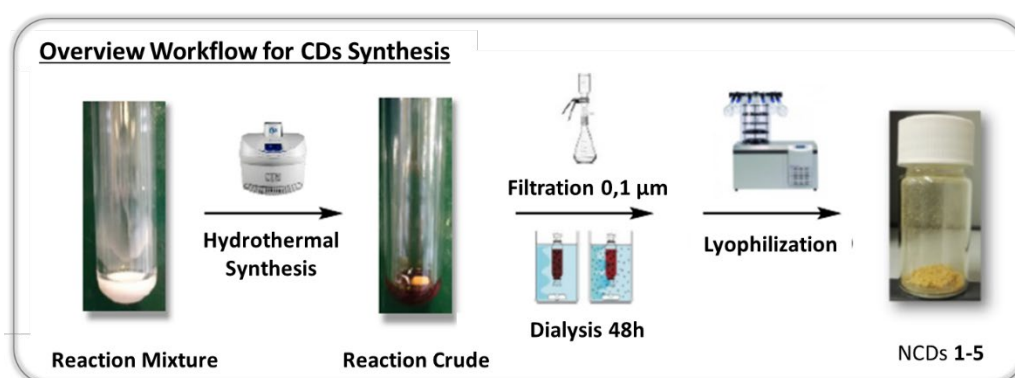 Overview Workflow for CDs Synthesis
Filtration 0,1 µm
Hydrothermal
Synthesis
Lyophilization
Dialysis 48h
Reaction Mixture
Reaction Crude
NCDs 1-5